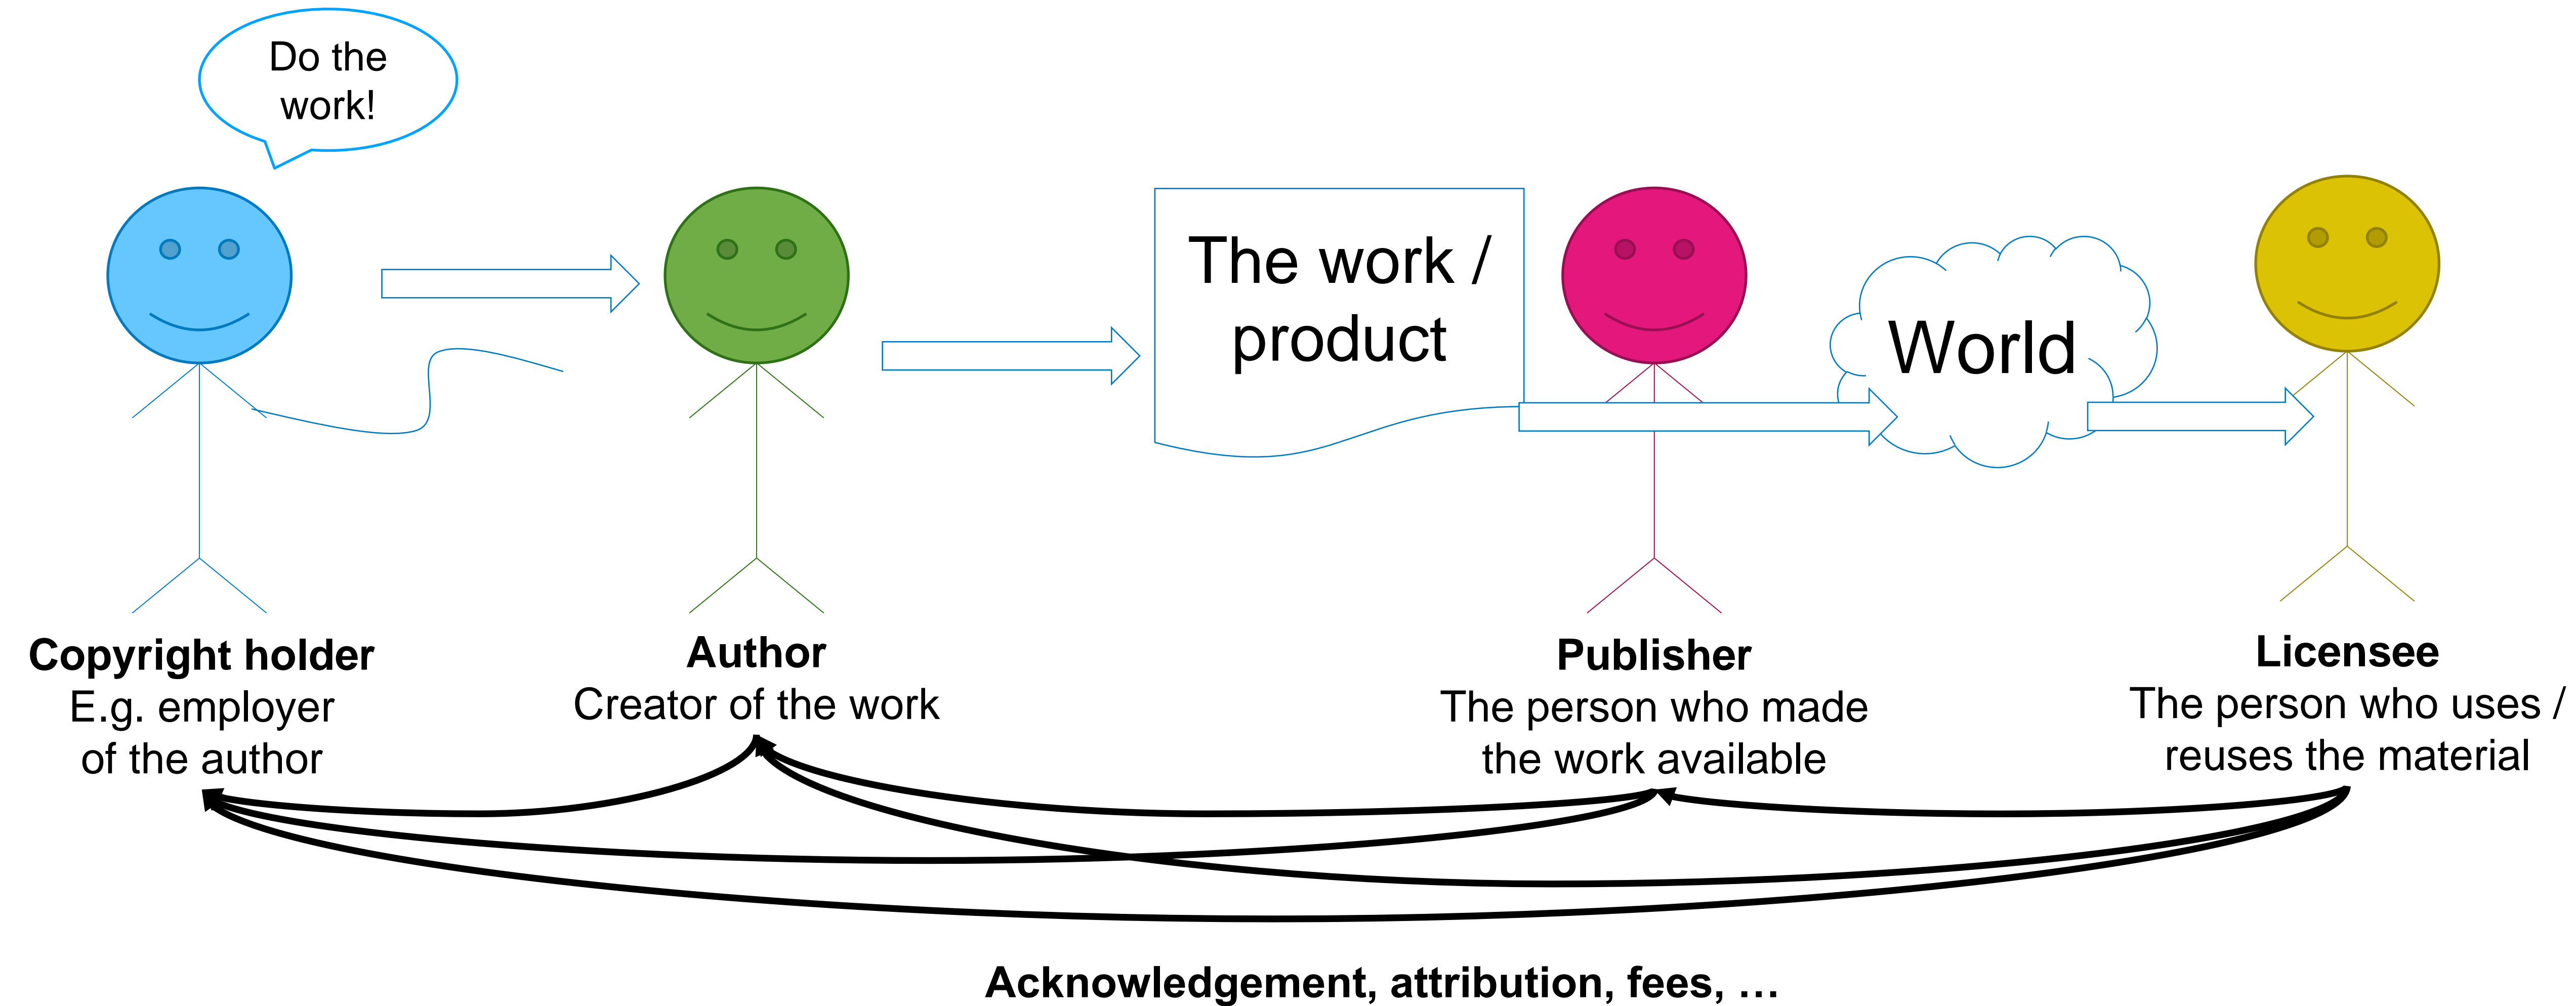 Do the
work!
The work /
product
World
Copyright holder
E.g. employer
of the author
Author
Creator of the work
Publisher
The person who made
the work available
Licensee
The person who uses /
reuses the material
Acknowledgement, attribution, fees, …